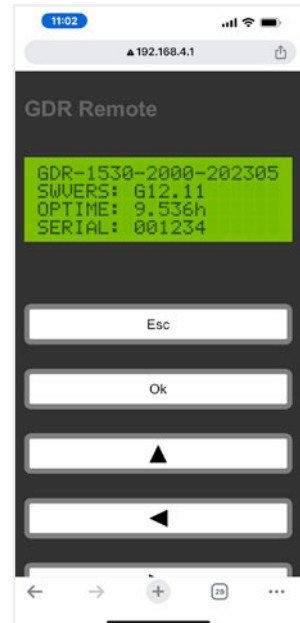 11:02
192.168.4.1
GDR Remote
GDR-1530-2000-202305
SWVERS: G12.11
OPTIME: 9.536h
SERIAL: 001234
Esc
Ok
29